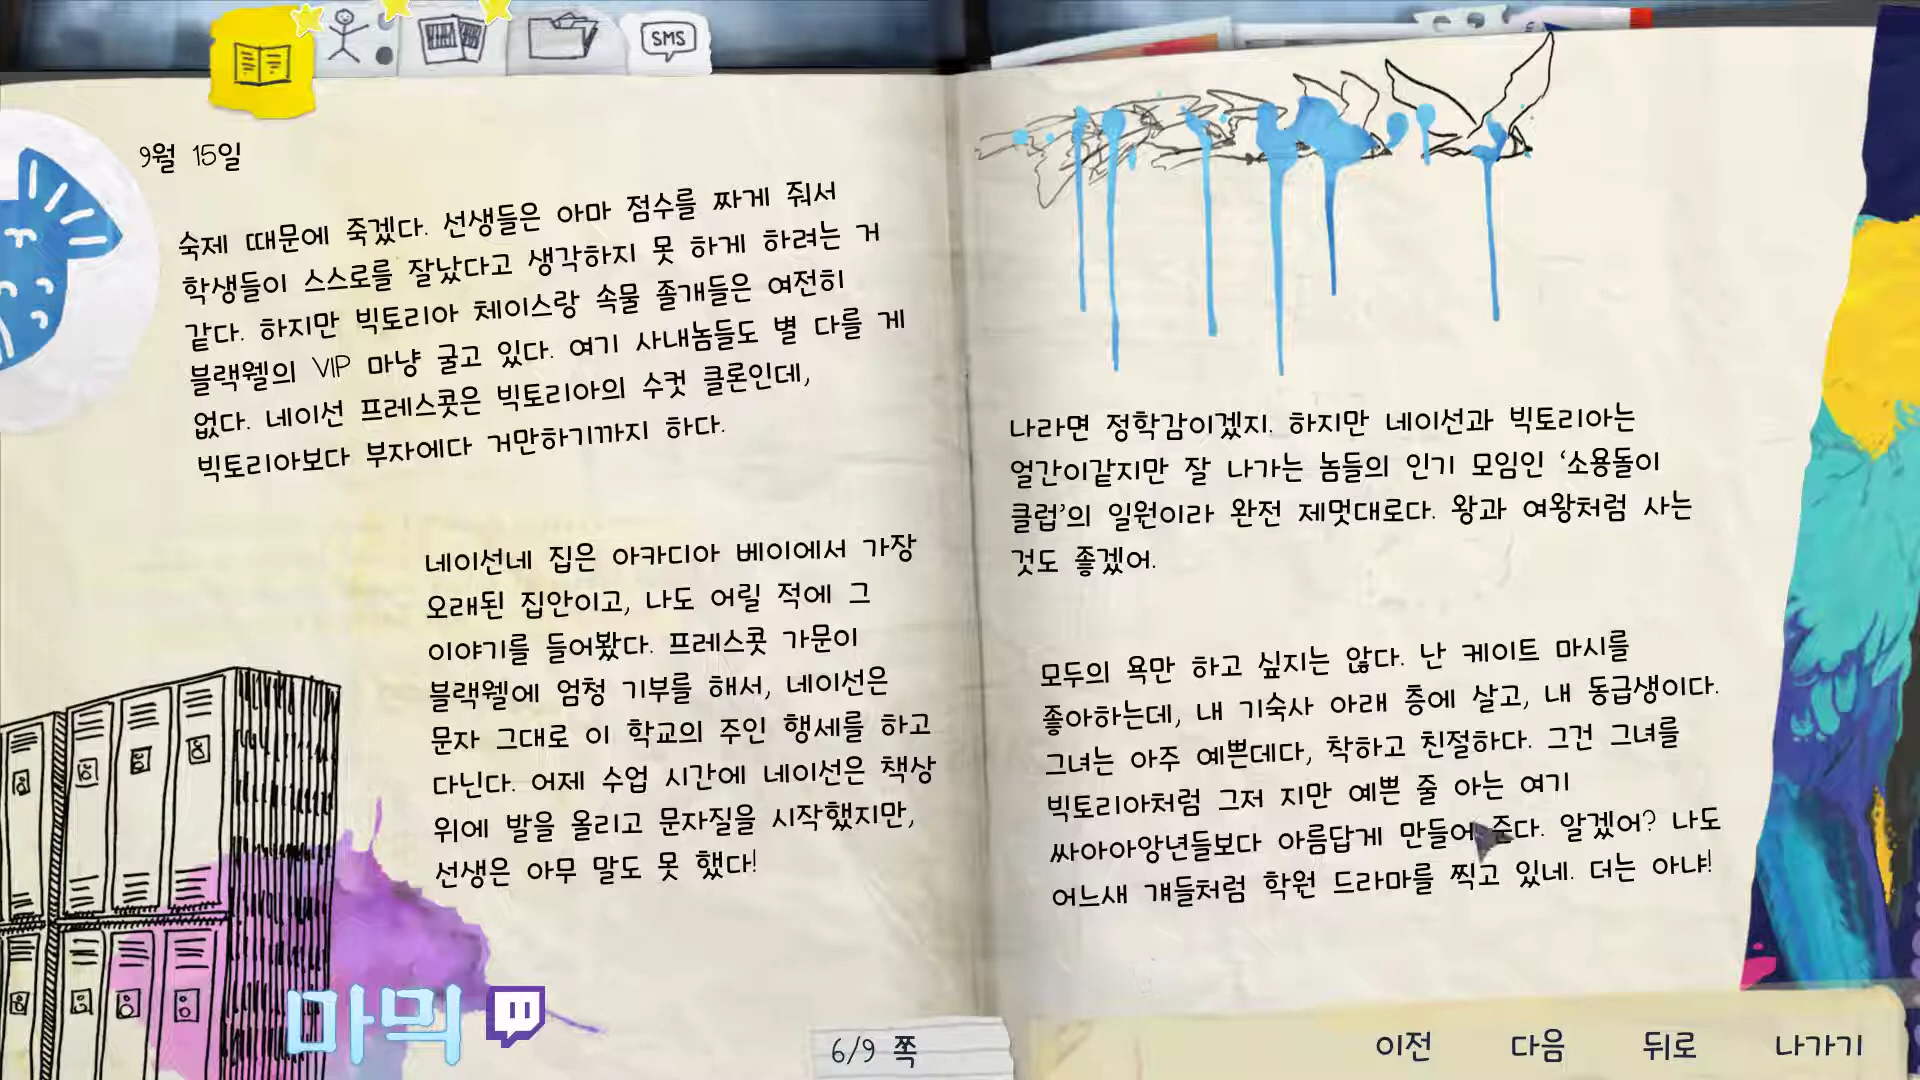 SMS
9월 15일
숙제 때문에 죽겠다. 선생들은 아마 점수를 짜게 줘서
학생들이 스스로를 잘났다고 생각하지 못 하게 하려는 거
같다. 하지만 빅토리아 체이스랑 속물 졸개들은 여전히
블랙웰의 VIP 마냥 굴고 있다. 여기 사내놈들도 별 다를 게
없다. 네이선 프레스콧은 빅토리아의 수컷 클론인데,
빅토리아보다 부자에다 거만하기까지 하다.
네이선네 집은 아카디아 베이에서 가장
오래된 집안이고, 나도 어릴 적에 그
이야기를 들어봤다. 프레스콧 가문이
블랙웰에 엄청 기부를 해서, 네이선은
문자 그대로 이 학교의 주인 행세를 하고
다닌다. 어제 수업 시간에 네이선은 책상
위에 발을 올리고 문자질을 시작했지만,
선생은 아무 말도 못 했다!
나라면 정학감이겠지. 하지만 네이선과 빅토리아는
얼간이같지만 잘 나가는 놈들의 인기 모임인 ‘소용돌이
클럽’의 일원이라 완전 제멋대로다. 왕과 여왕처럼 사는
것도 좋겠어.
모두의 욕만 하고 싶지는 않다. 난 케이트 마시를
좋아하는데, 내 기숙사 아래 층에 살고, 내 동급생이다.
그녀는 아주 예쁜데다, 착하고 친절하다. 그건 그녀를
빅토리아처럼 그저 지만 예쁜 줄 아는 여기
싸아아앙년들보다 아름답게 만들어 준다. 알겠어? 나도
어느새 걔들처럼 학원 드라마를 찍고 있네. 더는 아냐!
마믝
6/9 쪽
이전 다음 뒤로 나가기